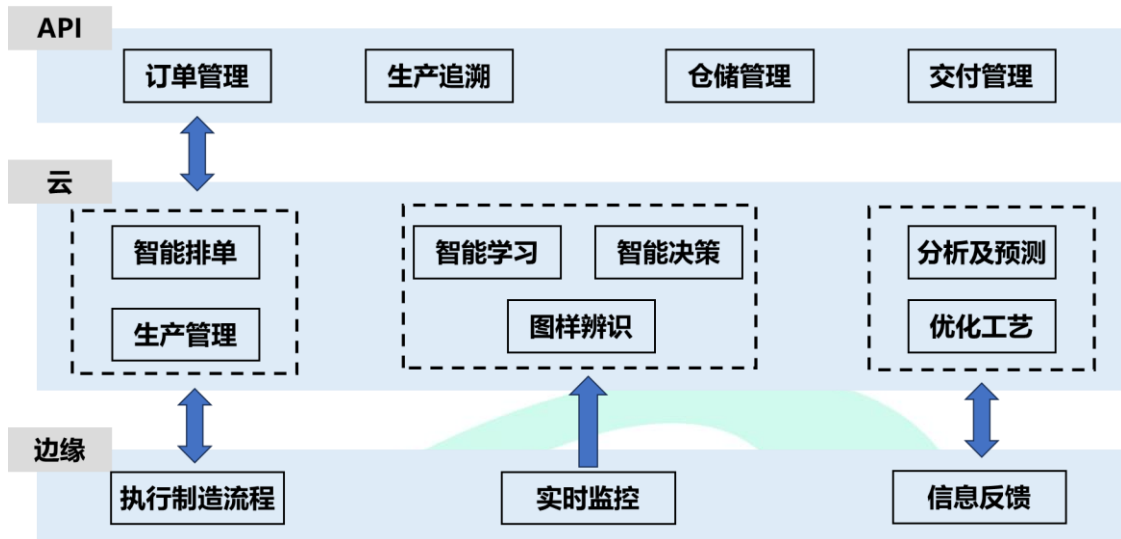 API
订单管理
生产追溯
仓储管理
交付管理
云
智能排单
生产管理
智能学习
智能决策
图样辨识
分析及预测
优化工艺
边缘
执行制造流程
实时监控
信息反馈